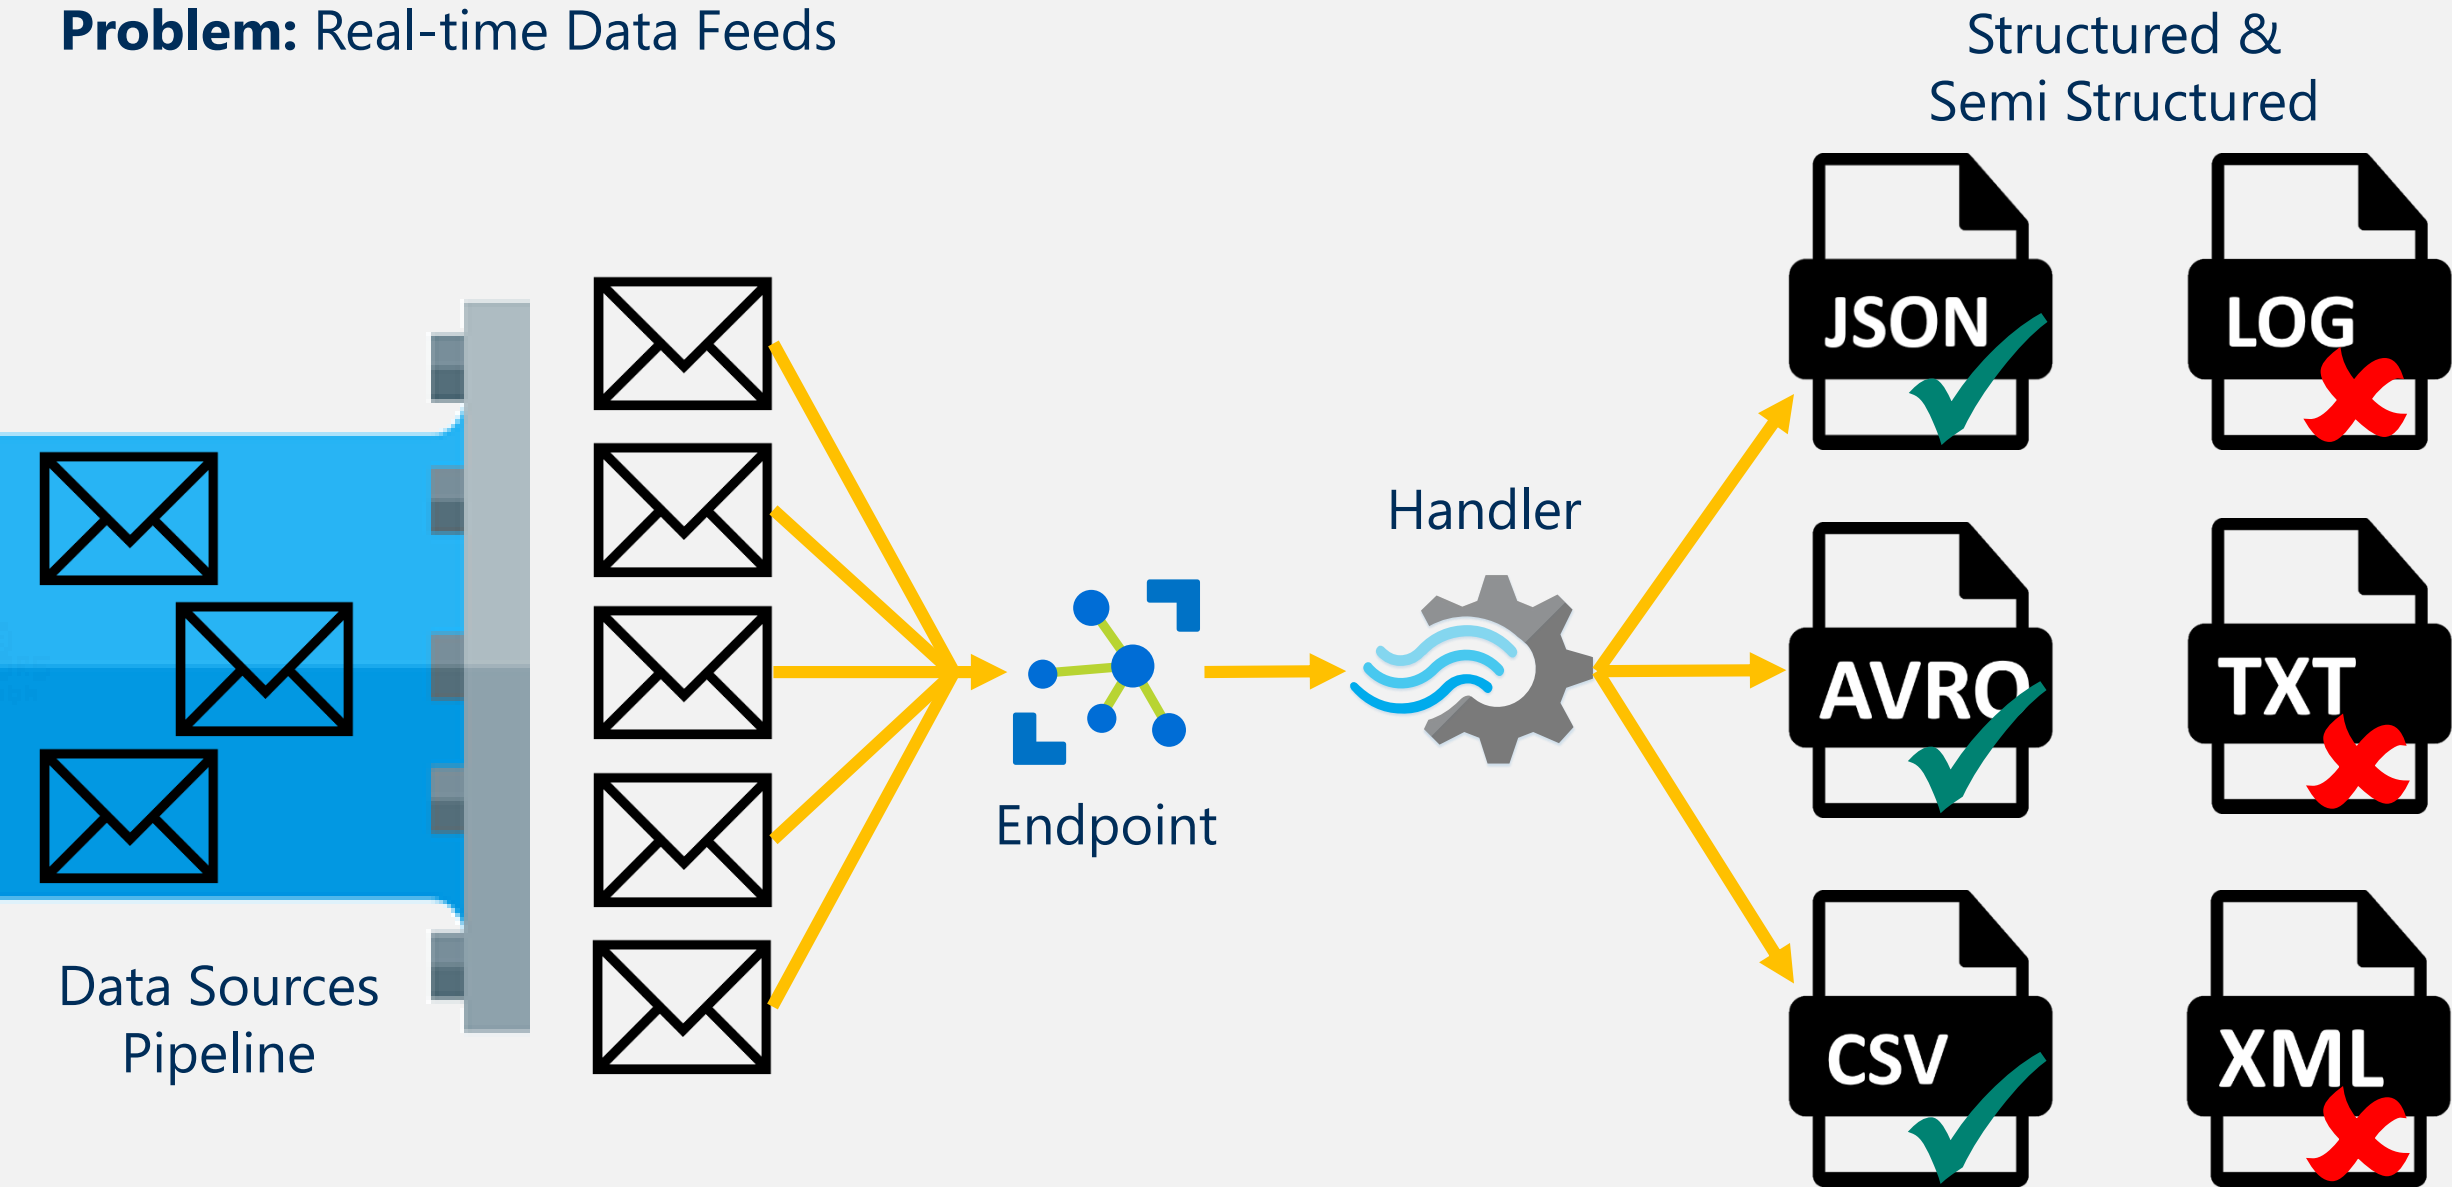 Problem: Real-time Data Feeds
Structured &
Semi Structured
JSON
LOG
Handler
AVRO
TXT
Endpoint
Data Sources
Pipeline
CSV
XML